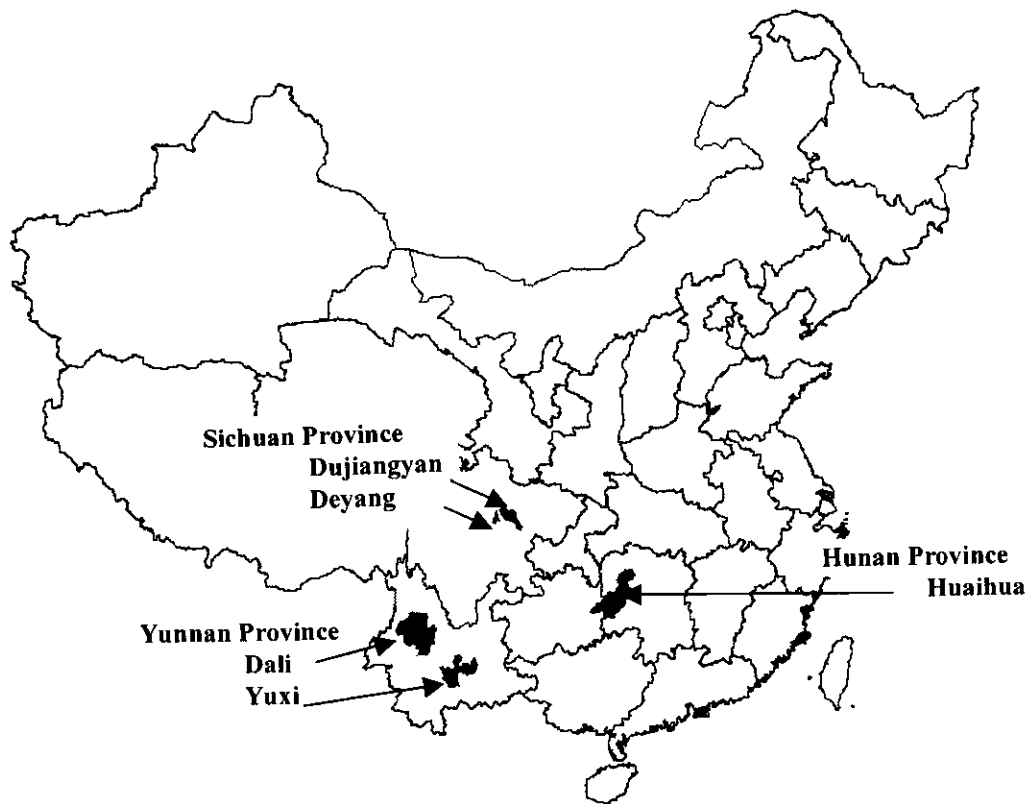 Sichuan Province
Dujiangyan
Deyang
Hunan Province
Huaihua
Yunnan Province
Dali
Yuxi